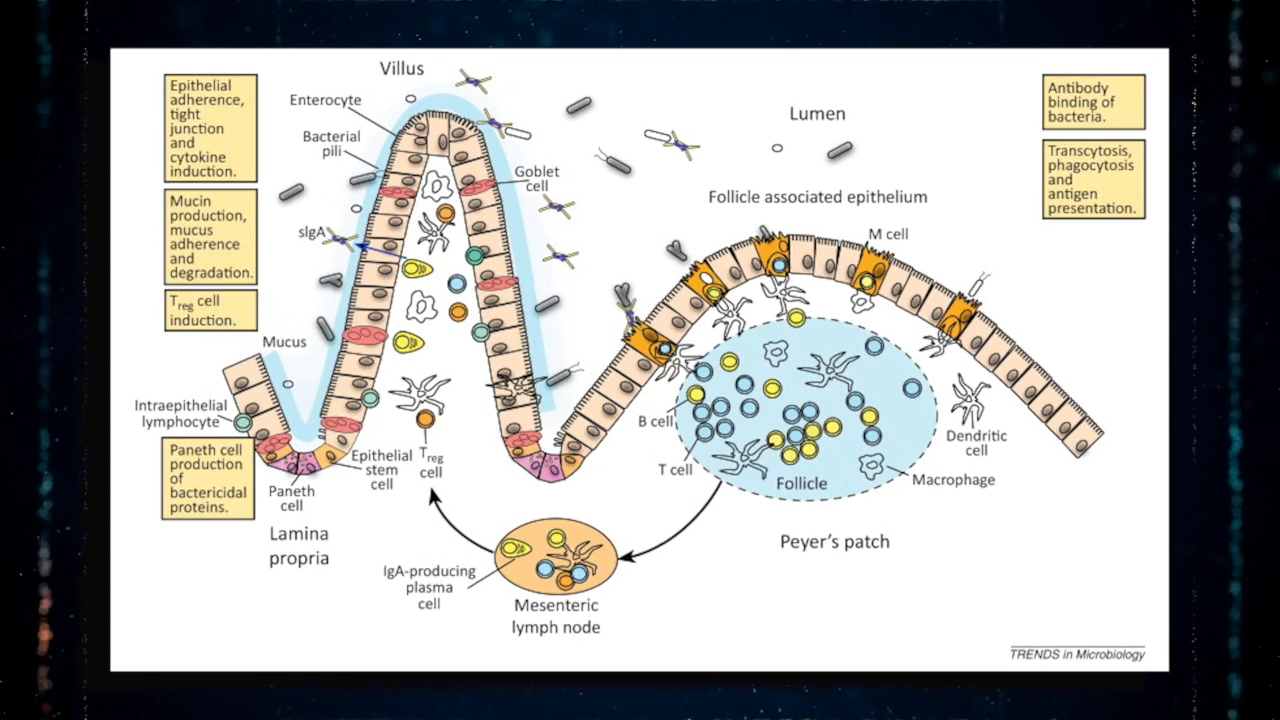 Villus
Epithelial
adherence,
tight
junction
and
cytokine
induction.
Mucin
production,
mucus
adherence
and
degradation.
Treg cell
induction.
Enterocyte
Bacterial
pili
Goblet
cell
sIgA
Mucus
Intraepithelial
lymphocyte
Paneth cell
production
of
bactericidal
proteins.
Paneth
cell
Epithelial
stem
cell
Treg
cell
Lamina
propria
IgA-producing
plasma
cell
Mesenteric
lymph node
Lumen
Follicle associated epithelium
M cell
Antibody
binding of
bacteria.
Transcytosis,
phagocytosis
and
antigen
presentation.
B cell
T cell
Follicle
Dendritic
cell
Macrophage
Peyer's patch
TRENDS in Microbiology